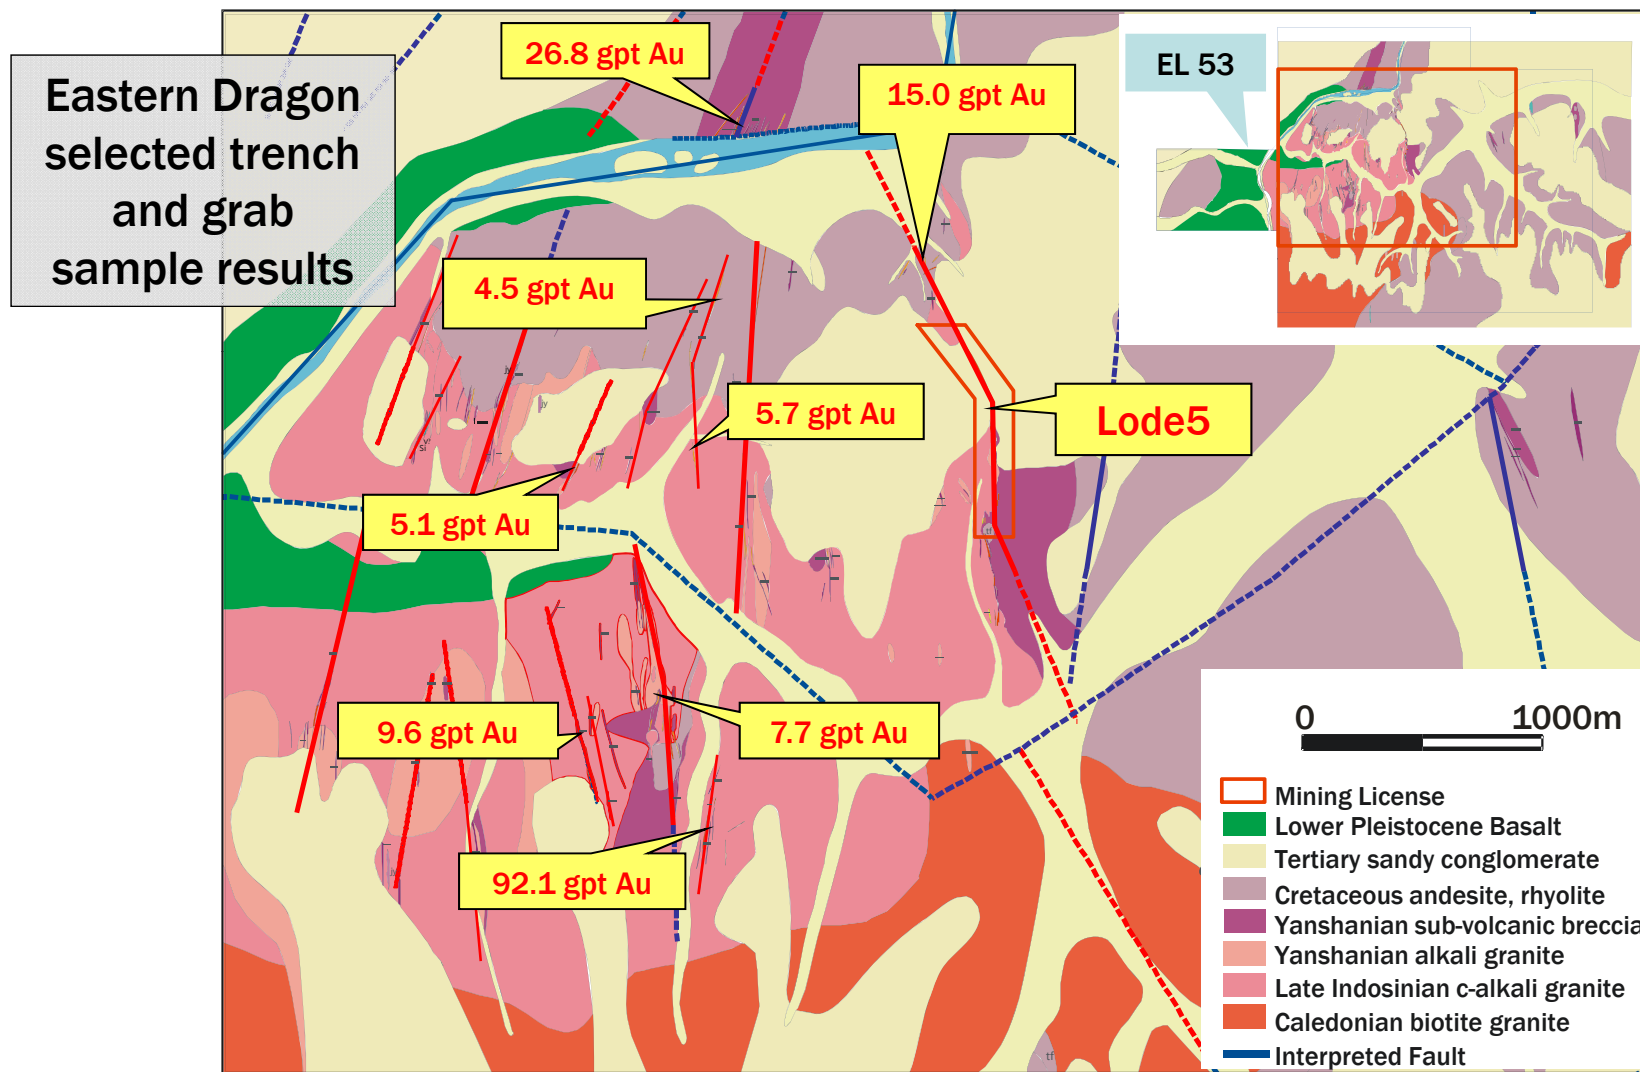 Eastern Dragon
selected trench
and grab
sample results
26.8 gpt Au
15.0 gpt Au
EL 53
4.5 gpt Au
5.7 gpt Au
Lode5
5.1 gpt Au
9.6 gpt Au
7.7 gpt Au
92.1 gpt Au
0 1000m
Mining License
Lower Pleistocene Basalt
Tertiary sandy conglomerate
Cretaceous andesite, rhyolite
Yanshanian sub-volcanic breccia
Yanshanian alkali granite
Late Indosinian c-alkali granite
Caledonian biotite granite
Interpreted Fault
tf